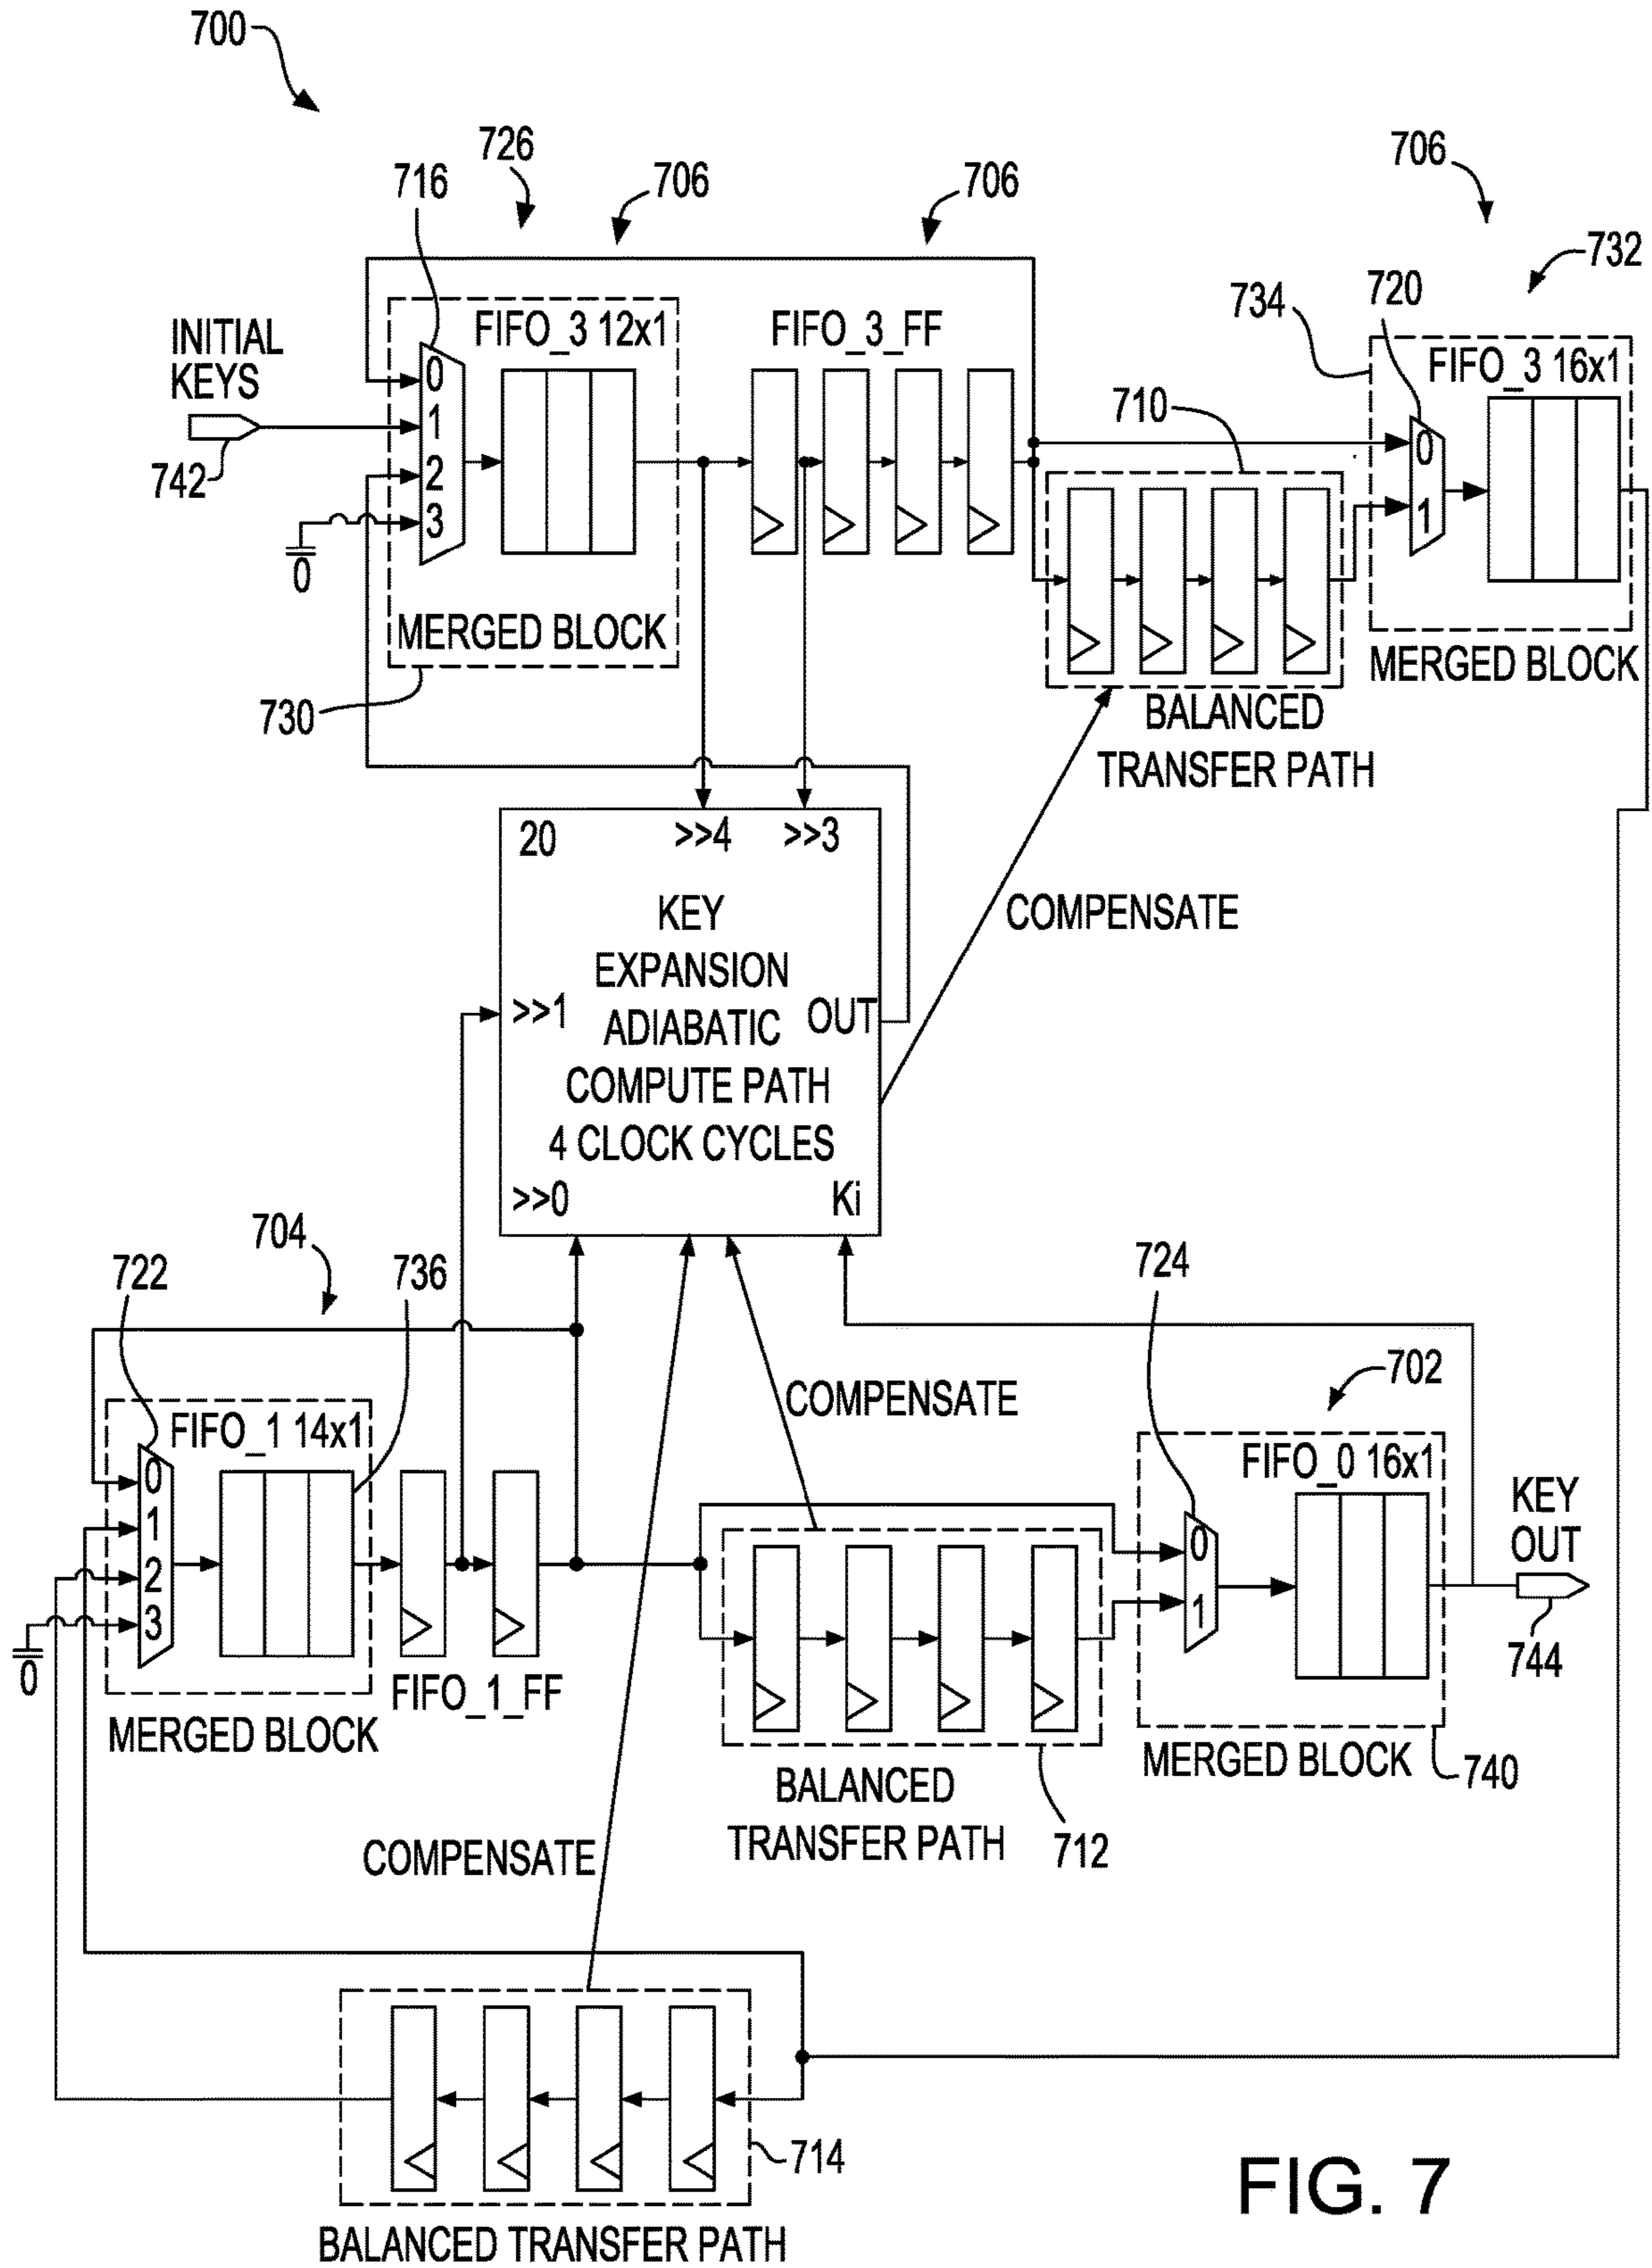 700
726
706
706
706
716
732
720
734
INITIAL
KEYS
742
FIFO_3 12x1
FIFO_3_FF
710
FIFO_3 16x1
0
1
2
3
0
0
1
MERGED BLOCK
730
MERGED BLOCK
BALANCED
TRANSFER PATH
20
>>4
>>3
COMPENSATE
KEY
EXPANSION
ADIABATIC
COMPUTE PATH
4 CLOCK CYCLES
>>1
OUT
>>0
Ki
704
722
736
724
702
COMPENSATE
FIFO_1 14x1
FIFO_0 16x1
KEY
OUT
0
1
2
3
0
0
1
744
FIFO_1_FF
MERGED BLOCK
MERGED BLOCK
740
BALANCED
TRANSFER PATH
712
COMPENSATE
714
BALANCED TRANSFER PATH
FIG. 7